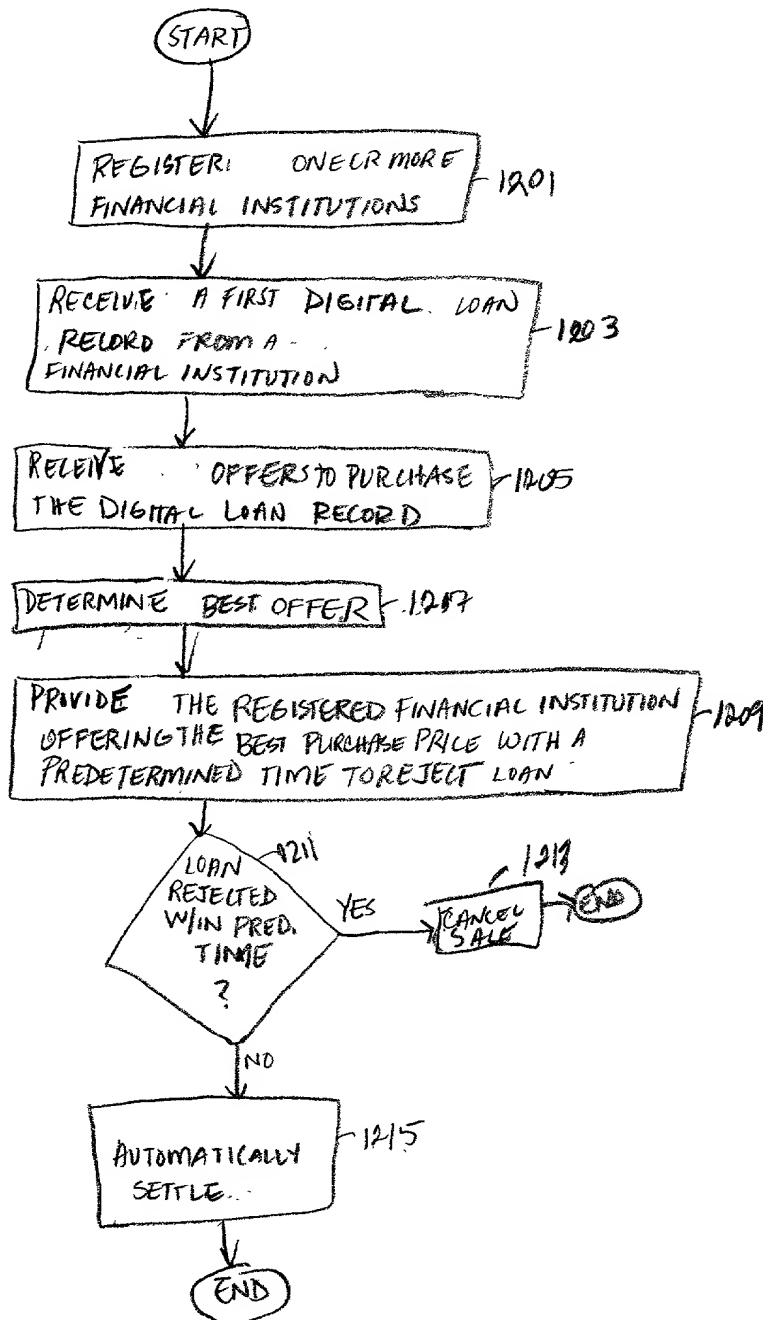 START
REGISTER ONE OR MORE
FINANCIAL INSTITUTIONS
1201
RECEIVE A FIRST DIGITAL LOAN
RECORD FROM A
FINANCIAL INSTITUTION
1203
RECEIVE OFFERS TO PURCHASE
THE DIGITAL LOAN RECORD
1205
DETERMINE BEST OFFER
1207
PROVIDE THE REGISTERED FINANCIAL INSTITUTION
OFFERING THE BEST PURCHASE PRICE WITH A
PREDETERMINED TIME TO REJECT LOAN
1209
LOAN
REJECTED
W/IN PRED.
TIME
?
1211
YES
CANCEL
SALE
1213
END
NO
AUTOMATICALLY
SETTLE...
1215
END